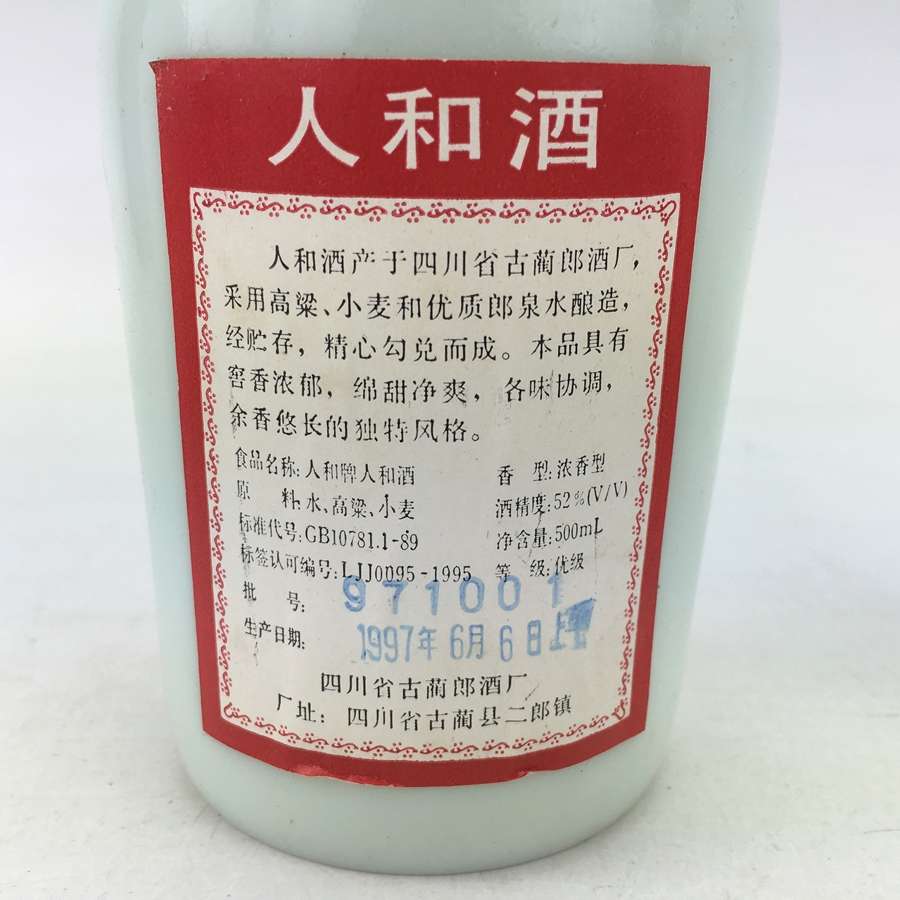 人和酒
人和酒产于四川省古蔺郎酒厂，
采用高粱、小麦和优质郎泉水酿造，
经贮存，精心勾兑而成。本品具有
窖香浓郁，绵甜净爽，各味协调，
余香悠长的独特风格。
食品名称：人和牌人和酒 香 型：浓香型
原 料：水、高粱、小麦 酒精度：52%(V/V)
标准代号：GB10781.1-89 净含量：500mL
标签认可编号：LJJ0095-1995 等 级：优级
批 号： 971001
生产日期： 1997年6月6日
四川省古蔺郎酒厂
厂址：四川省古蔺县二郎镇